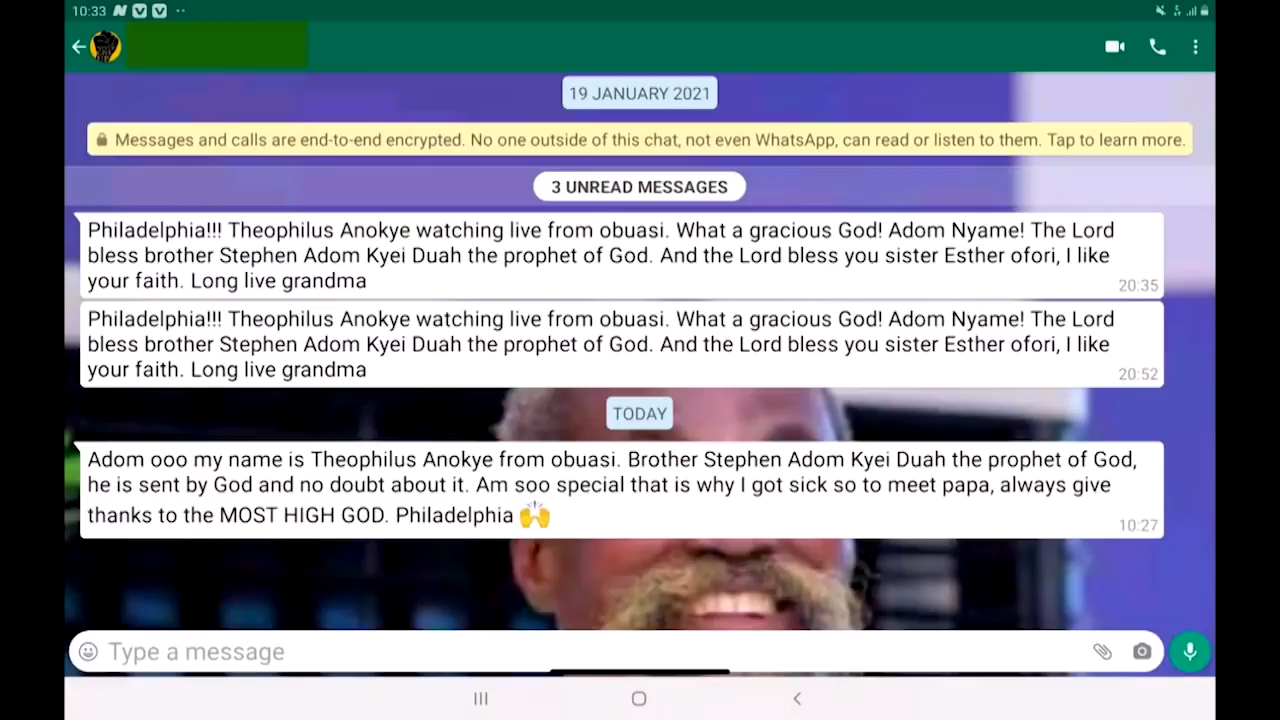 10:33
19 JANUARY 2021
Messages and calls are end-to-end encrypted. No one outside of this chat, not even WhatsApp, can read or listen to them. Tap to learn more.
3 UNREAD MESSAGES
Philadelphia!!! Theophilus Anokye watching live from obuasi. What a gracious God! Adom Nyame! The Lord
bless brother Stephen Adom Kyei Duah the prophet of God. And the Lord bless you sister Esther ofori, I like
your faith. Long live grandma
20:35
Philadelphia!!! Theophilus Anokye watching live from obuasi. What a gracious God! Adom Nyame! The Lord
bless brother Stephen Adom Kyei Duah the prophet of God. And the Lord bless you sister Esther ofori, I like
your faith. Long live grandma
20:52
TODAY
Adom ooo my name is Theophilus Anokye from obuasi. Brother Stephen Adom Kyei Duah the prophet of God,
he is sent by God and no doubt about it. Am soo special that is why I got sick so to meet papa, always give
thanks to the MOST HIGH GOD. Philadelphia 🙌
10:27
Type a message